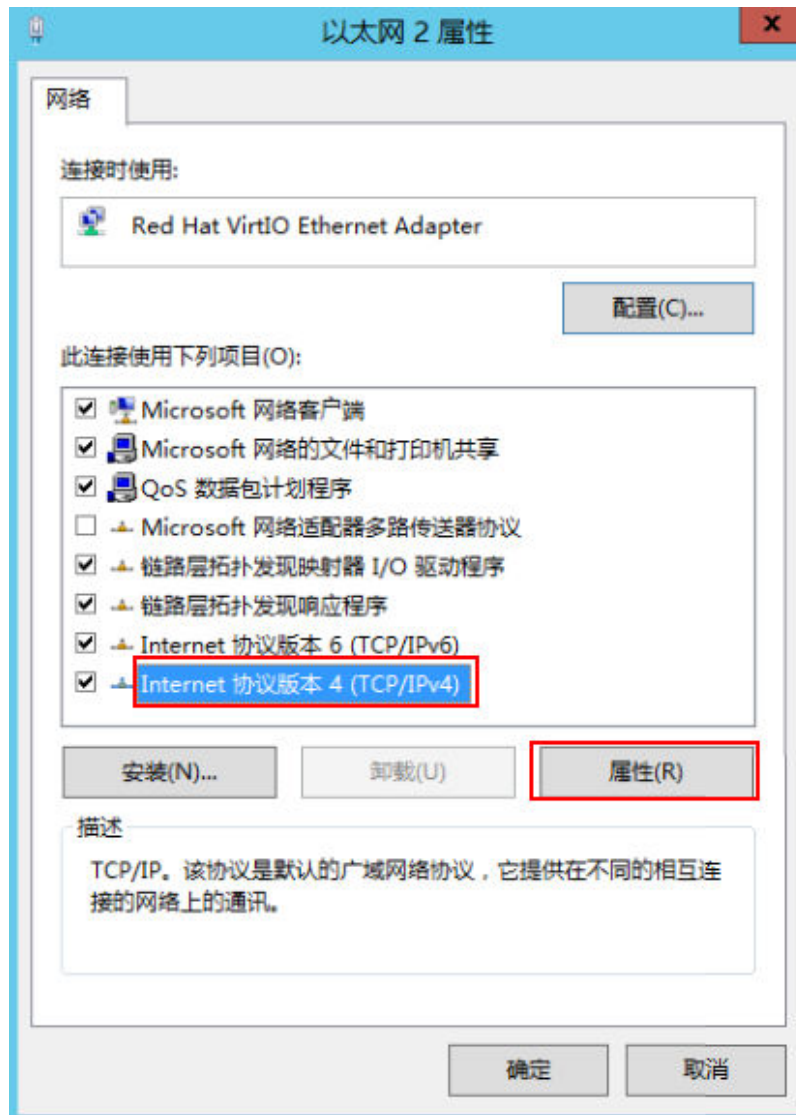 以太网 2 属性
网络
连接时使用:
Red Hat VirtIO Ethernet Adapter
配置(C)...
此连接使用下列项目(O):
Microsoft 网络客户端
Microsoft 网络的文件和打印机共享
QoS 数据包计划程序
Microsoft 网络适配器多路传送器协议
链路层拓扑发现映射器 I/O 驱动程序
链路层拓扑发现响应程序
Internet 协议版本 6 (TCP/IPv6)
Internet 协议版本 4 (TCP/IPv4)
安装(N)... 卸载(U) 属性(R)
描述
TCP/IP。该协议是默认的广域网络协议，它提供在不同的相互连
接的网络上的通讯。
确定 取消